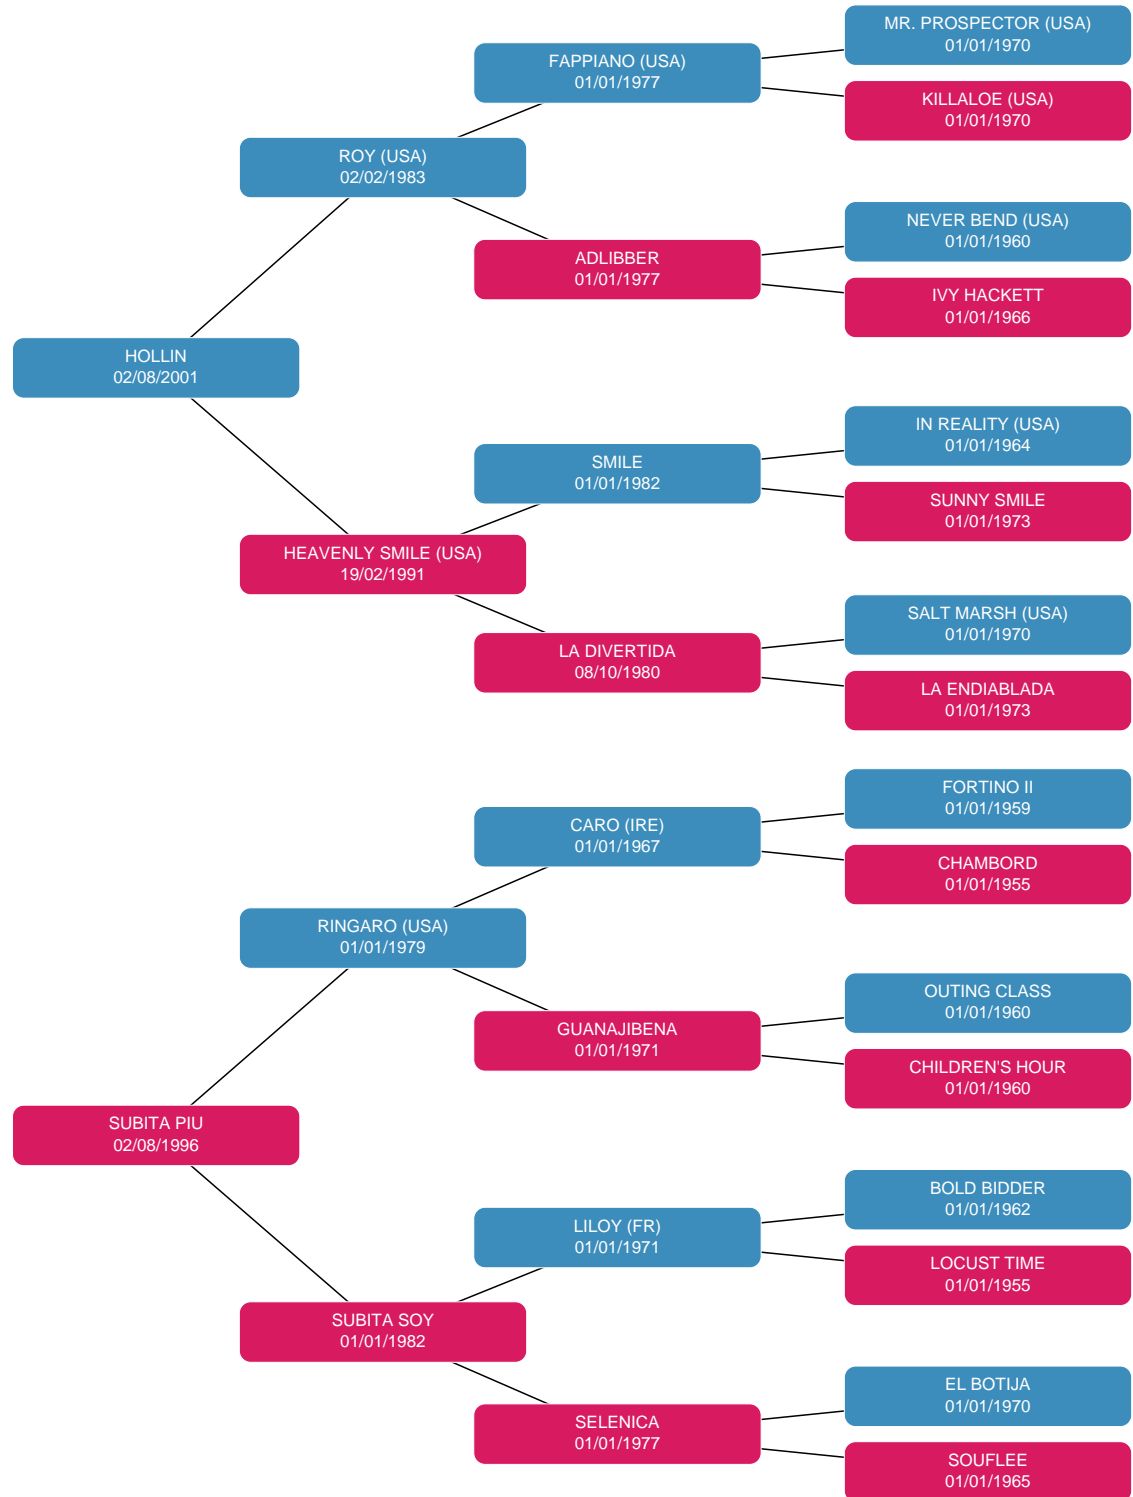 MR. PROSPECTOR (USA)
01/01/1970
FAPPIANO (USA)
01/01/1977
KILLALOE (USA)
01/01/1970
ROY (USA)
02/02/1983
NEVER BEND (USA)
01/01/1960
ADLIBBER
01/01/1977
IVY HACKETT
01/01/1966
HOLLIN
02/08/2001
IN REALITY (USA)
01/01/1964
SMILE
01/01/1982
SUNNY SMILE
01/01/1973
HEAVENLY SMILE (USA)
19/02/1991
SALT MARSH (USA)
01/01/1970
LA DIVERTIDA
08/10/1980
LA ENDIABLADA
01/01/1973
FORTINO II
01/01/1959
CARO (IRE)
01/01/1967
CHAMBORD
01/01/1955
RINGARO (USA)
01/01/1979
OUTING CLASS
01/01/1960
GUANAJIBENA
01/01/1971
CHILDREN'S HOUR
01/01/1960
SUBITA PIU
02/08/1996
BOLD BIDDER
01/01/1962
LILOY (FR)
01/01/1971
LOCUST TIME
01/01/1955
SUBITA SOY
01/01/1982
EL BOTIJA
01/01/1970
SELENICA
01/01/1977
SOUFLEE
01/01/1965